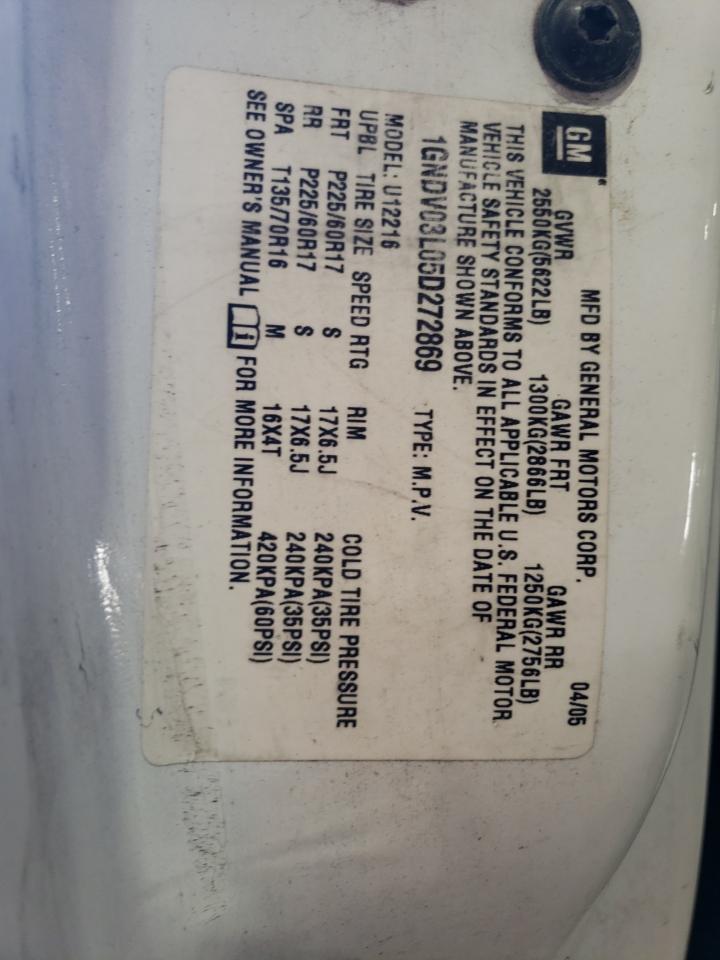 GM
MFD BY GENERAL MOTORS CORP. 04/05
GVWR GAWR FRT GAWR RR
2550KG(5622LB) 1300KG(2866LB) 1250KG(2756LB)
THIS VEHICLE CONFORMS TO ALL APPLICABLE U.S. FEDERAL MOTOR
VEHICLE SAFETY STANDARDS IN EFFECT ON THE DATE OF
MANUFACTURE SHOWN ABOVE.
1GNDV03L05D272869 TYPE: M.P.V.
MODEL: U12216
UPBL TIRE SIZE SPEED RTG RIM COLD TIRE PRESSURE
FRT P225/60R17 S 17X6.5J 240KPA(35PSI)
RR P225/60R17 S 17X6.5J 240KPA(35PSI)
SPA T135/70R16 M 16X4T 420KPA(60PSI)
SEE OWNER'S MANUAL FOR MORE INFORMATION.